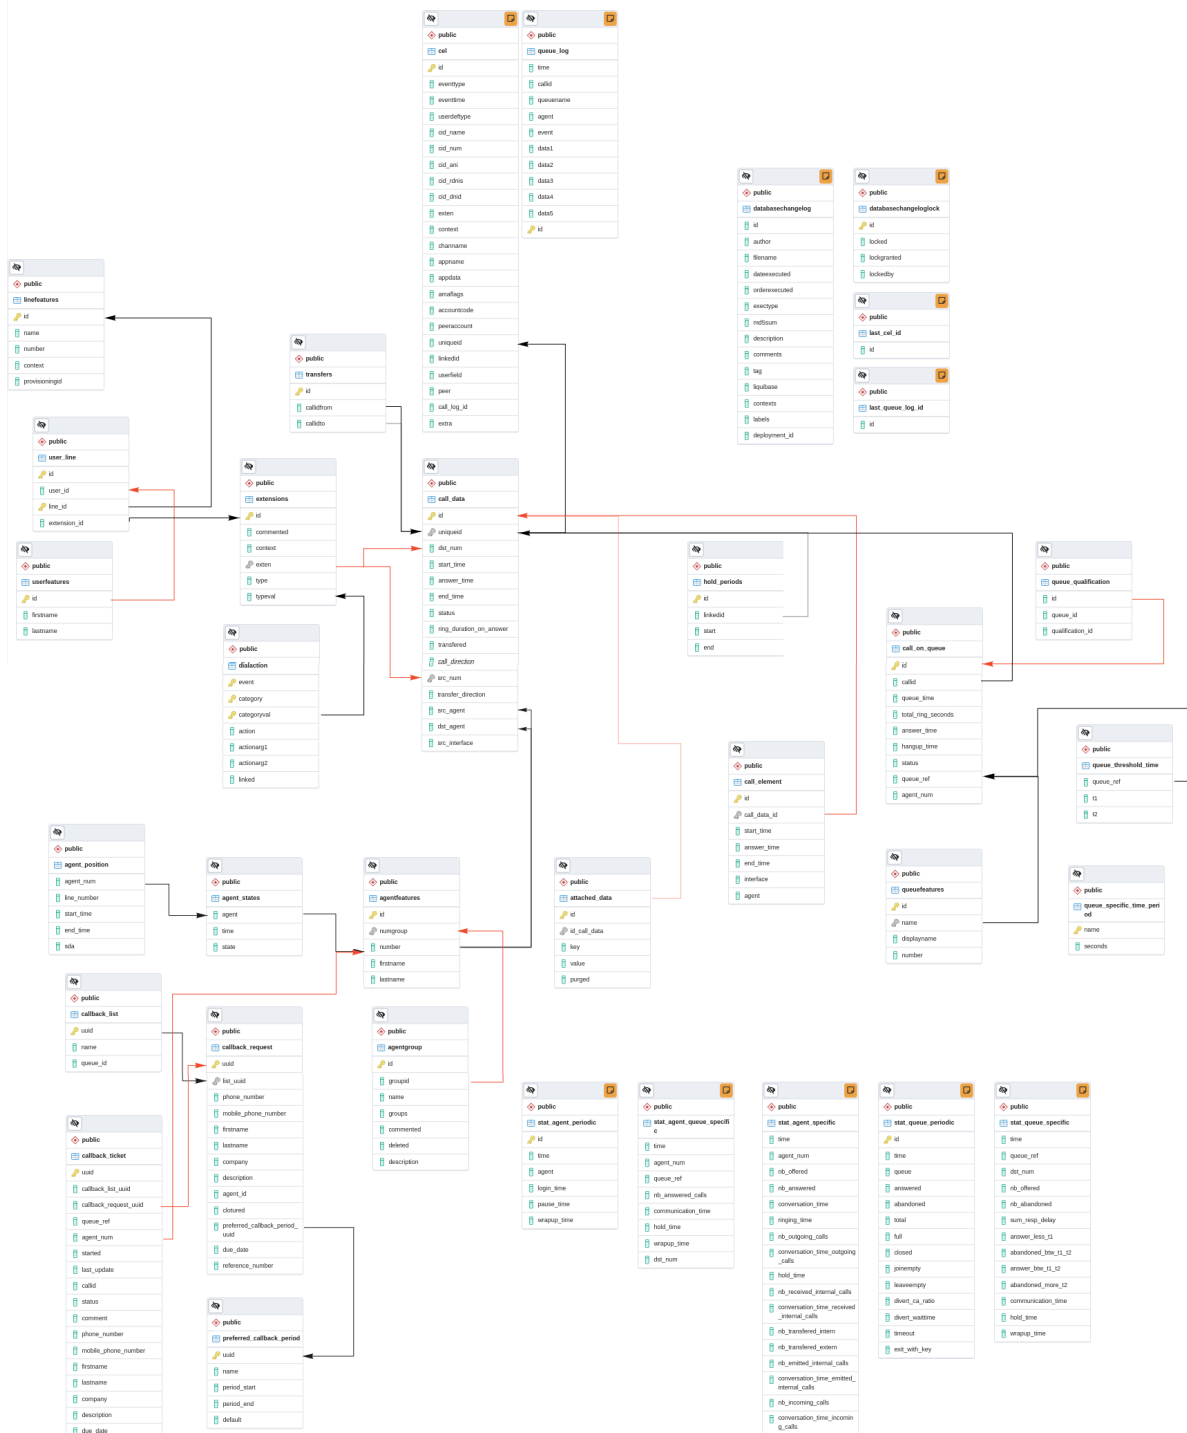 public
cel
id
eventtype
eventtime
userdeftype
cid_name
cid_num
cid_ani
cid_rdnis
cid_dnid
exten
context
channame
appname
appdata
amaflags
accountcode
peeraccount
uniqueid
linkedid
userfield
peer
call_log_id
extra
public
queue_log
time
callid
queuename
agent
event
data1
data2
data3
data4
data5
id
public
databasechangelog
id
author
filename
dateexecuted
orderexecuted
exectype
md5sum
description
comments
tag
liquibase
contexts
labels
deployment_id
public
databasechangeloglock
id
locked
lockgranted
lockedby
public
last_cel_id
id
public
last_queue_log_id
id
public
linefeatures
id
name
number
context
provisioningid
public
transfers
id
callidfrom
callidto
public
user_line
id
user_id
line_id
extension_id
public
extensions
id
commented
context
exten
type
typeval
public
call_data
id
uniqueid
dst_num
start_time
answer_time
end_time
status
ring_duration_on_answer
transfered
call_direction
src_num
transfer_direction
src_agent
dst_agent
src_interface
public
userfeatures
id
firstname
lastname
public
hold_periods
id
linkedid
start
end
public
queue_qualification
id
queue_id
qualification_id
public
call_on_queue
id
callid
queue_time
total_ring_seconds
answer_time
hangup_time
status
queue_ref
agent_num
public
dialaction
event
category
categoryval
action
actionarg1
actionarg2
linked
public
queue_threshold_time
queue_ref
t1
t2
public
call_element
id
call_data_id
start_time
answer_time
end_time
interface
agent
public
agent_position
agent_num
line_number
start_time
end_time
sda
public
agent_states
agent
time
state
public
agentfeatures
id
numgroup
number
firstname
lastname
public
attached_data
id
id_call_data
key
value
purged
public
queuefeatures
id
name
displayname
number
public
queue_specific_time_peri
od
name
seconds
public
callback_list
uuid
name
queue_id
public
callback_request
uuid
list_uuid
phone_number
mobile_phone_number
firstname
lastname
company
description
agent_id
clotured
preferred_callback_period_
uuid
due_date
reference_number
public
agentgroup
id
groupid
name
groups
commented
deleted
description
public
callback_ticket
uuid
callback_list_uuid
callback_request_uuid
queue_ref
agent_num
started
last_update
callid
status
comment
phone_number
mobile_phone_number
firstname
lastname
company
description
due_date
public
preferred_callback_period
uuid
name
period_start
period_end
default
public
stat_agent_periodic
id
time
agent
login_time
pause_time
wrapup_time
public
stat_agent_queue_specifi
c
time
agent_num
queue_ref
nb_answered_calls
communication_time
hold_time
wrapup_time
dst_num
public
stat_agent_specific
time
agent_num
nb_offered
nb_answered
conversation_time
ringing_time
nb_outgoing_calls
conversation_time_outgoing
_calls
hold_time
nb_received_internal_calls
conversation_time_received
_internal_calls
nb_transfered_intern
nb_transfered_extern
nb_emitted_internal_calls
conversation_time_emitted_
internal_calls
nb_incoming_calls
conversation_time_incomin
g_calls
public
stat_queue_periodic
id
time
queue
answered
abandoned
total
full
closed
joinempty
leaveempty
divert_ca_ratio
divert_waittime
timeout
exit_with_key
public
stat_queue_specific
time
queue_ref
dst_num
nb_offered
nb_abandoned
sum_resp_delay
answer_less_t1
abandoned_btw_t1_t2
answer_btw_t1_t2
abandoned_more_t2
communication_time
hold_time
wrapup_time